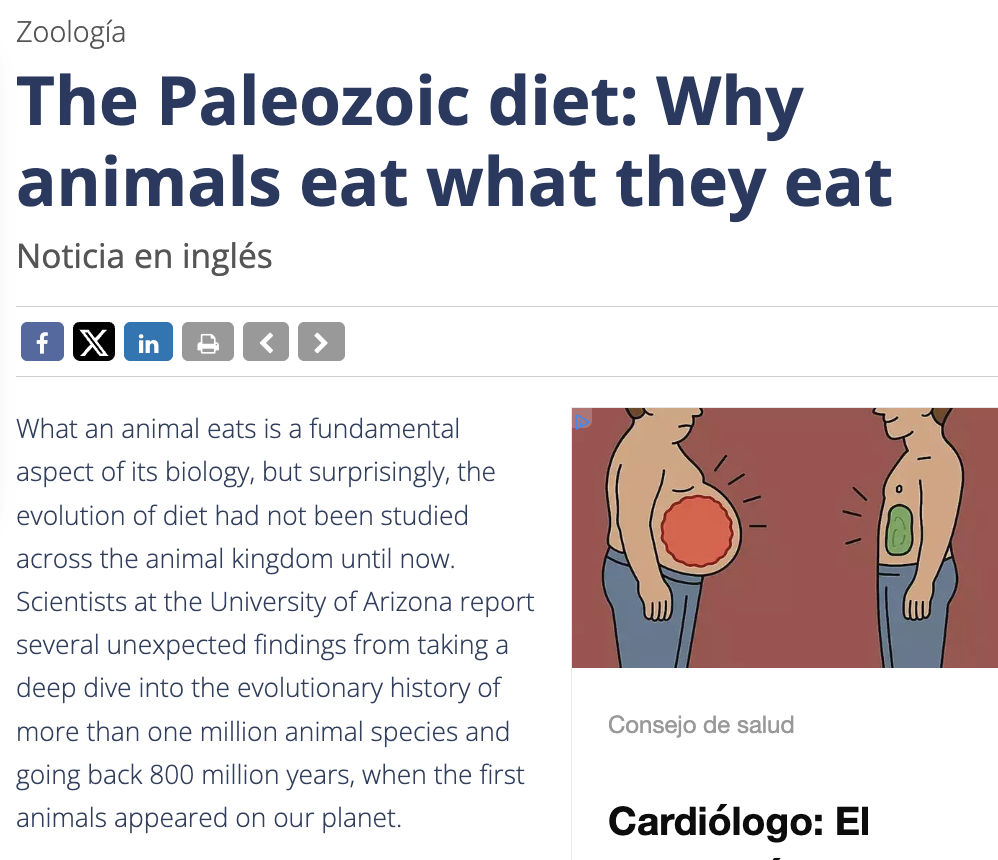 Zoología
The Paleozoic diet: Why
animals eat what they eat
Noticia en inglés
f X in
What an animal eats is a fundamental
aspect of its biology, but surprisingly, the
evolution of diet had not been studied
across the animal kingdom until now.
Scientists at the University of Arizona report
several unexpected findings from taking a
deep dive into the evolutionary history of
more than one million animal species and
going back 800 million years, when the first
animals appeared on our planet.
Consejo de salud
Cardiólogo: El